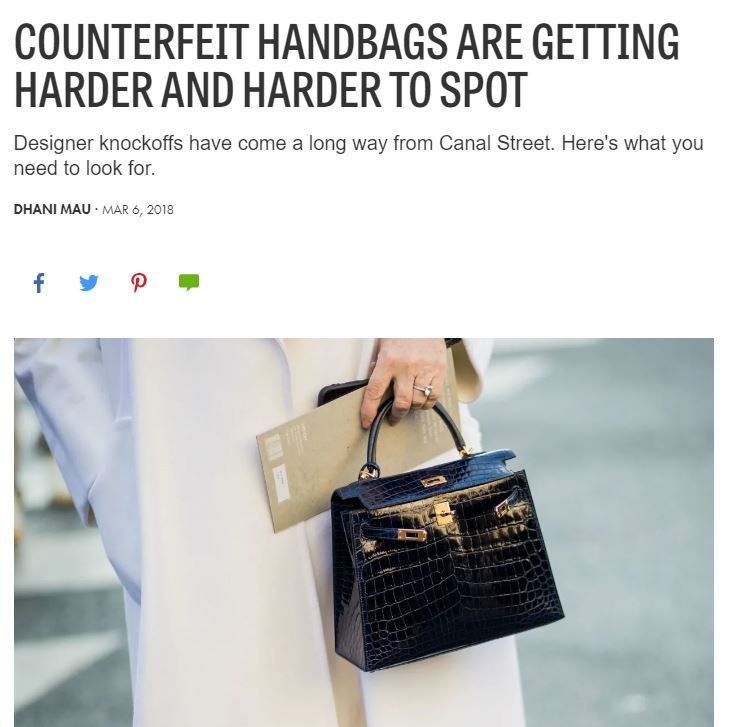 COUNTERFEIT HANDBAGS ARE GETTING
HARDER AND HARDER TO SPOT
Designer knockoffs have come a long way from Canal Street. Here's what you
need to look for.
DHANI MAU · MAR 6, 2018